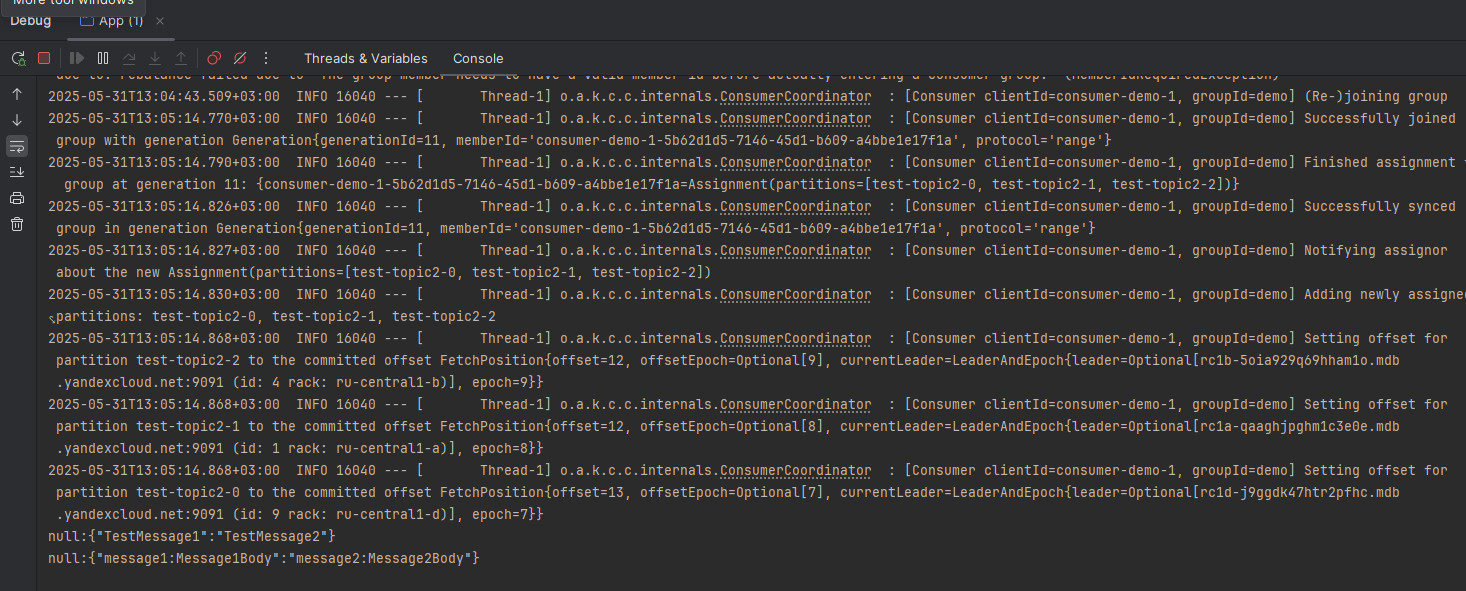 More tool windows
Debug
App (1)
Threads & Variables
Console
due to: rebalance failed due to 'The group member needs to have a valid member id before actually entering a consumer group.' (MemberIdRequiredException)
2025-05-31T13:04:43.509+03:00  INFO 16040 --- [       Thread-1] o.a.k.c.c.internals.ConsumerCoordinator  : [Consumer clientId=consumer-demo-1, groupId=demo] (Re-)joining group
2025-05-31T13:05:14.770+03:00  INFO 16040 --- [       Thread-1] o.a.k.c.c.internals.ConsumerCoordinator  : [Consumer clientId=consumer-demo-1, groupId=demo] Successfully joined
group with generation Generation{generationId=11, memberId='consumer-demo-1-5b62d1d5-7146-45d1-b609-a4bbe1e17f1a', protocol='range'}
2025-05-31T13:05:14.790+03:00  INFO 16040 --- [       Thread-1] o.a.k.c.c.internals.ConsumerCoordinator  : [Consumer clientId=consumer-demo-1, groupId=demo] Finished assignment
group at generation 11: {consumer-demo-1-5b62d1d5-7146-45d1-b609-a4bbe1e17f1a=Assignment(partitions=[test-topic2-0, test-topic2-1, test-topic2-2])}
2025-05-31T13:05:14.826+03:00  INFO 16040 --- [       Thread-1] o.a.k.c.c.internals.ConsumerCoordinator  : [Consumer clientId=consumer-demo-1, groupId=demo] Successfully synced
group in generation Generation{generationId=11, memberId='consumer-demo-1-5b62d1d5-7146-45d1-b609-a4bbe1e17f1a', protocol='range'}
2025-05-31T13:05:14.827+03:00  INFO 16040 --- [       Thread-1] o.a.k.c.c.internals.ConsumerCoordinator  : [Consumer clientId=consumer-demo-1, groupId=demo] Notifying assignor
about the new Assignment(partitions=[test-topic2-0, test-topic2-1, test-topic2-2])
2025-05-31T13:05:14.830+03:00  INFO 16040 --- [       Thread-1] o.a.k.c.c.internals.ConsumerCoordinator  : [Consumer clientId=consumer-demo-1, groupId=demo] Adding newly assigned
partitions: test-topic2-0, test-topic2-1, test-topic2-2
2025-05-31T13:05:14.868+03:00  INFO 16040 --- [       Thread-1] o.a.k.c.c.internals.ConsumerCoordinator  : [Consumer clientId=consumer-demo-1, groupId=demo] Setting offset for
partition test-topic2-2 to the committed offset FetchPosition{offset=12, offsetEpoch=Optional[9], currentLeader=LeaderAndEpoch{leader=Optional[rc1b-5oia929q69hham1o.mdb
.yandexcloud.net:9091 (id: 4 rack: ru-central1-b)], epoch=9}}
2025-05-31T13:05:14.868+03:00  INFO 16040 --- [       Thread-1] o.a.k.c.c.internals.ConsumerCoordinator  : [Consumer clientId=consumer-demo-1, groupId=demo] Setting offset for
partition test-topic2-1 to the committed offset FetchPosition{offset=12, offsetEpoch=Optional[8], currentLeader=LeaderAndEpoch{leader=Optional[rc1a-qaaghjpghm1c3e0e.mdb
.yandexcloud.net:9091 (id: 1 rack: ru-central1-a)], epoch=8}}
2025-05-31T13:05:14.868+03:00  INFO 16040 --- [       Thread-1] o.a.k.c.c.internals.ConsumerCoordinator  : [Consumer clientId=consumer-demo-1, groupId=demo] Setting offset for
partition test-topic2-0 to the committed offset FetchPosition{offset=13, offsetEpoch=Optional[7], currentLeader=LeaderAndEpoch{leader=Optional[rc1d-j9ggdk47htr2pfhc.mdb
.yandexcloud.net:9091 (id: 9 rack: ru-central1-d)], epoch=7}}
null:{"TestMessage1":"TestMessage2"}
null:{"message1:Message1Body":"message2:Message2Body"}